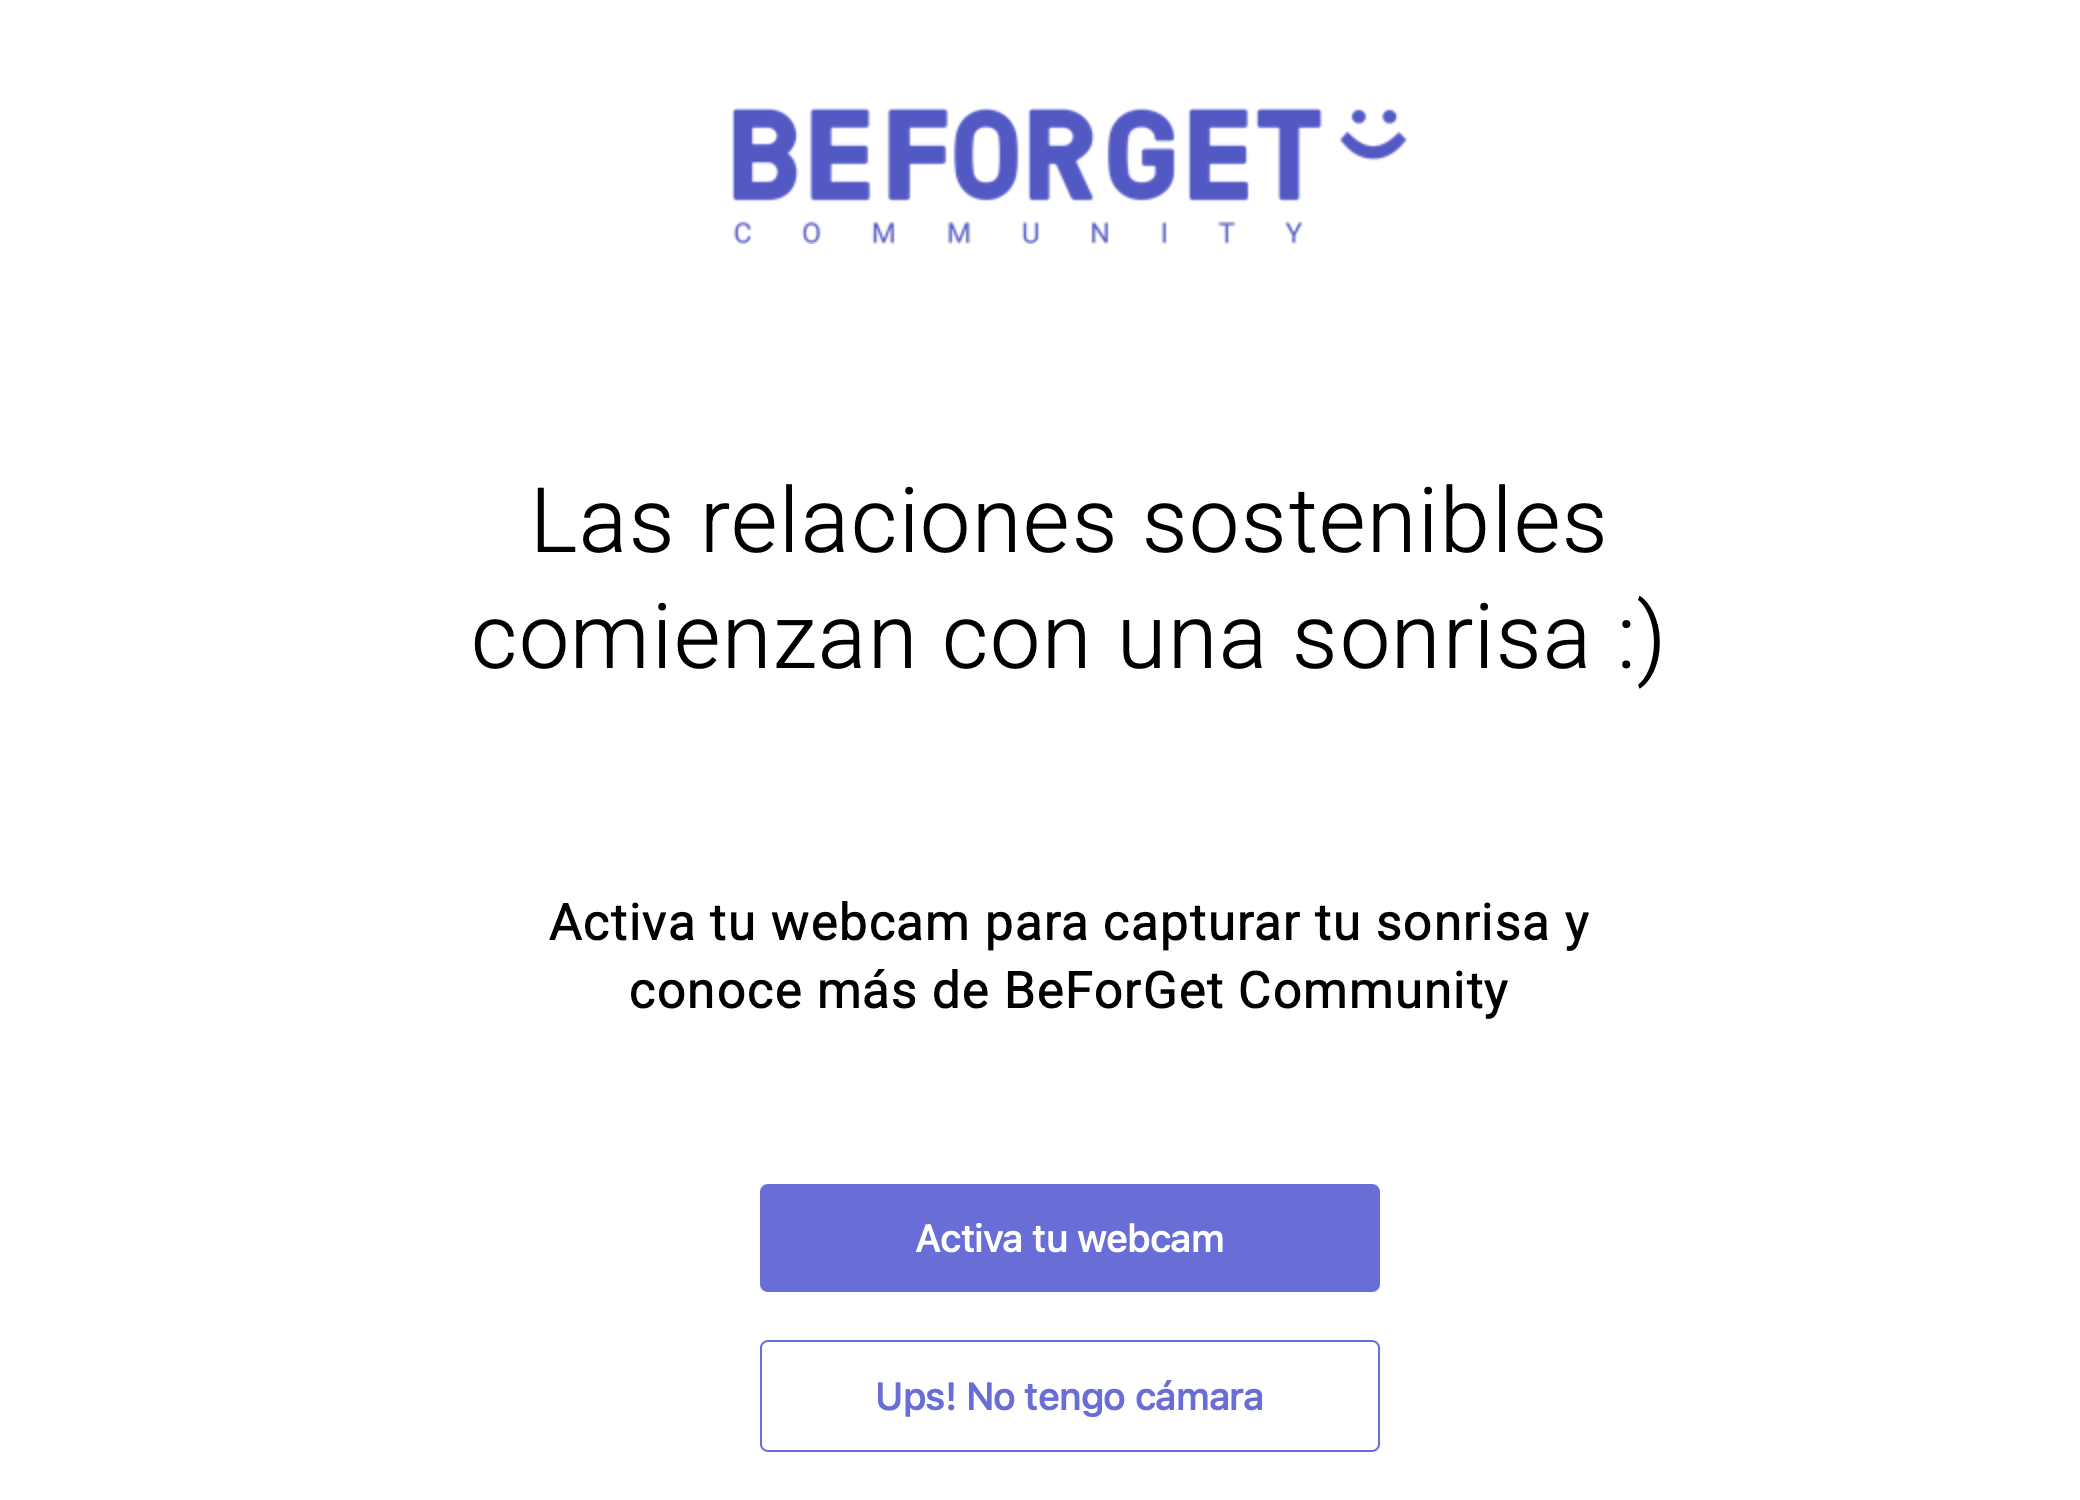 BEFORGET
COMMUNITY
Las relaciones sostenibles
comienzan con una sonrisa :)
Activa tu webcam para capturar tu sonrisa y
conoce más de BeForGet Community
Activa tu webcam
Ups! No tengo cámara